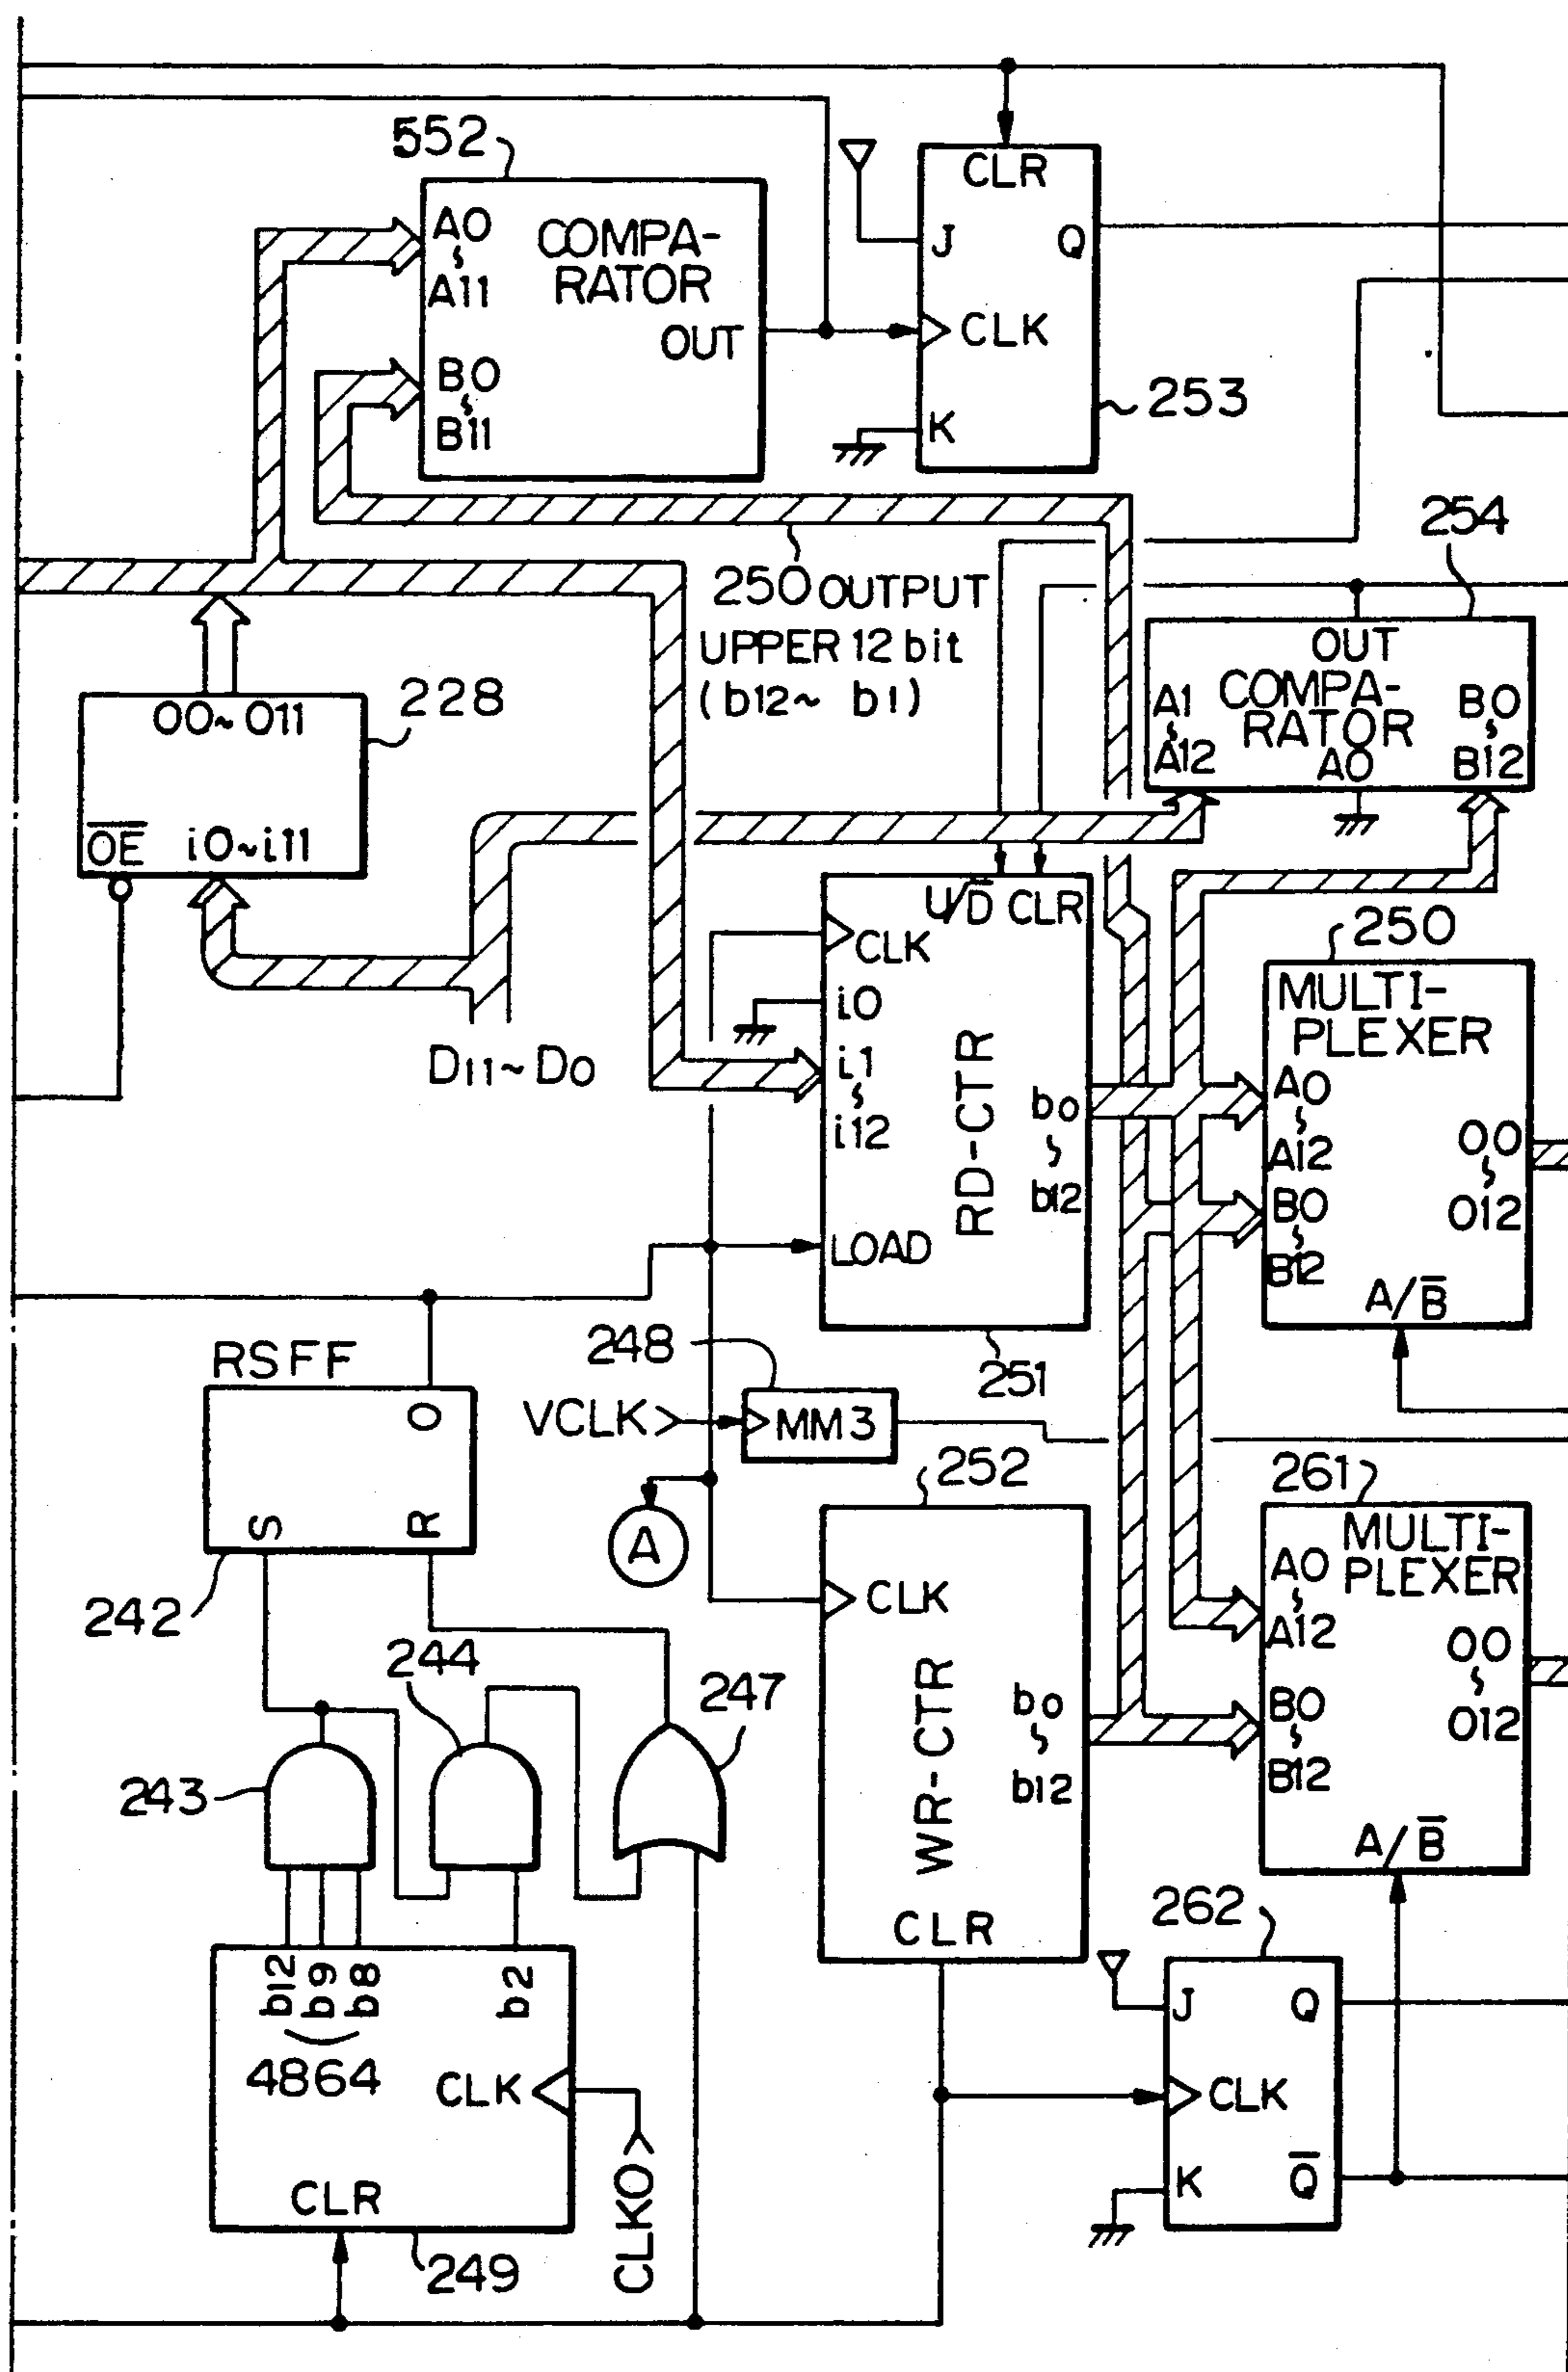 552
A0
~
A11
COMPA-
RATOR
OUT
B0
~
B11
CLR
J
Q
CLK
K
253
254
250 OUTPUT
UPPER 12 bit
(b12~ b1)
OUT
COMPA-
RATOR
A1
~
A12
A0
B0
~
B12
O0~O11
228
OE
i0~i11
D11~D0
U/D CLR
CLK
i0
i1
~
i12
RD-CTR
b0
~
b12
LOAD
251
250
MULTI-
PLEXER
A0
~
A12
B0
~
B12
O0
~
O12
A/B
RSFF
O
S
R
242
248
VCLK
MM3
A
252
CLK
WR-CTR
b0
~
b12
CLR
261
MULTI-
PLEXER
A0
~
A12
B0
~
B12
O0
~
O12
A/B
243
244
247
b12
b9
b8
b2
4864
CLK
CLR
249
CLK0
262
J
Q
CLK
K
Q